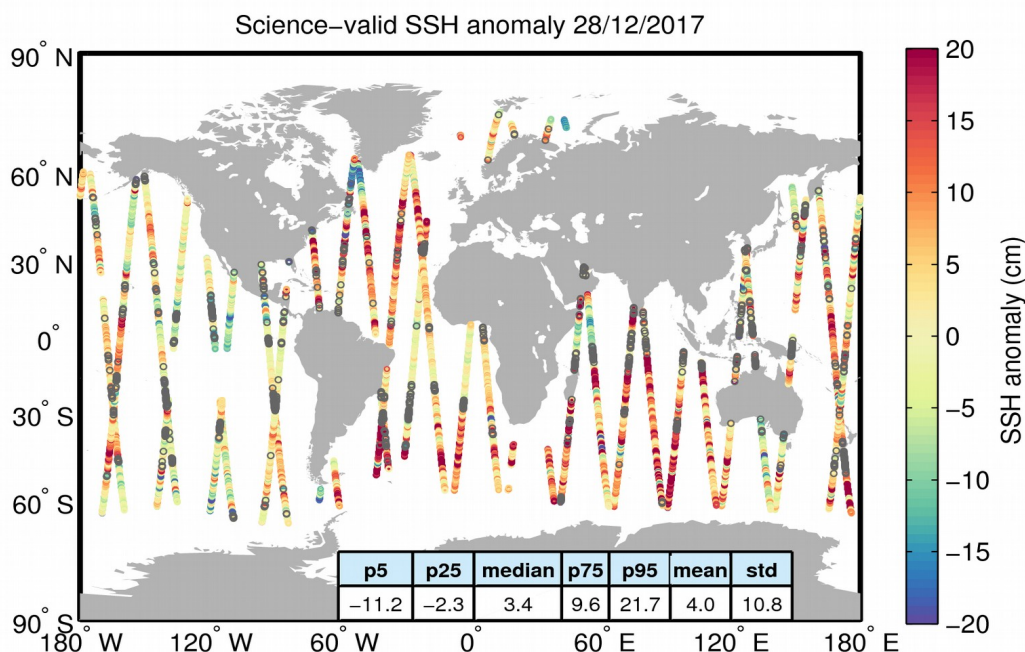 Science−valid SSH anomaly 28/12/2017
90° N
60° N
30° N
0°
30° S
60° S
90° S
180° W
120° W
60° W
0°
60° E
120° E
180° E
p5 p25 median p75 p95 mean std
−11.2 −2.3 3.4 9.6 21.7 4.0 10.8
20
15
10
5
0
−5
−10
−15
−20
SSH anomaly (cm)